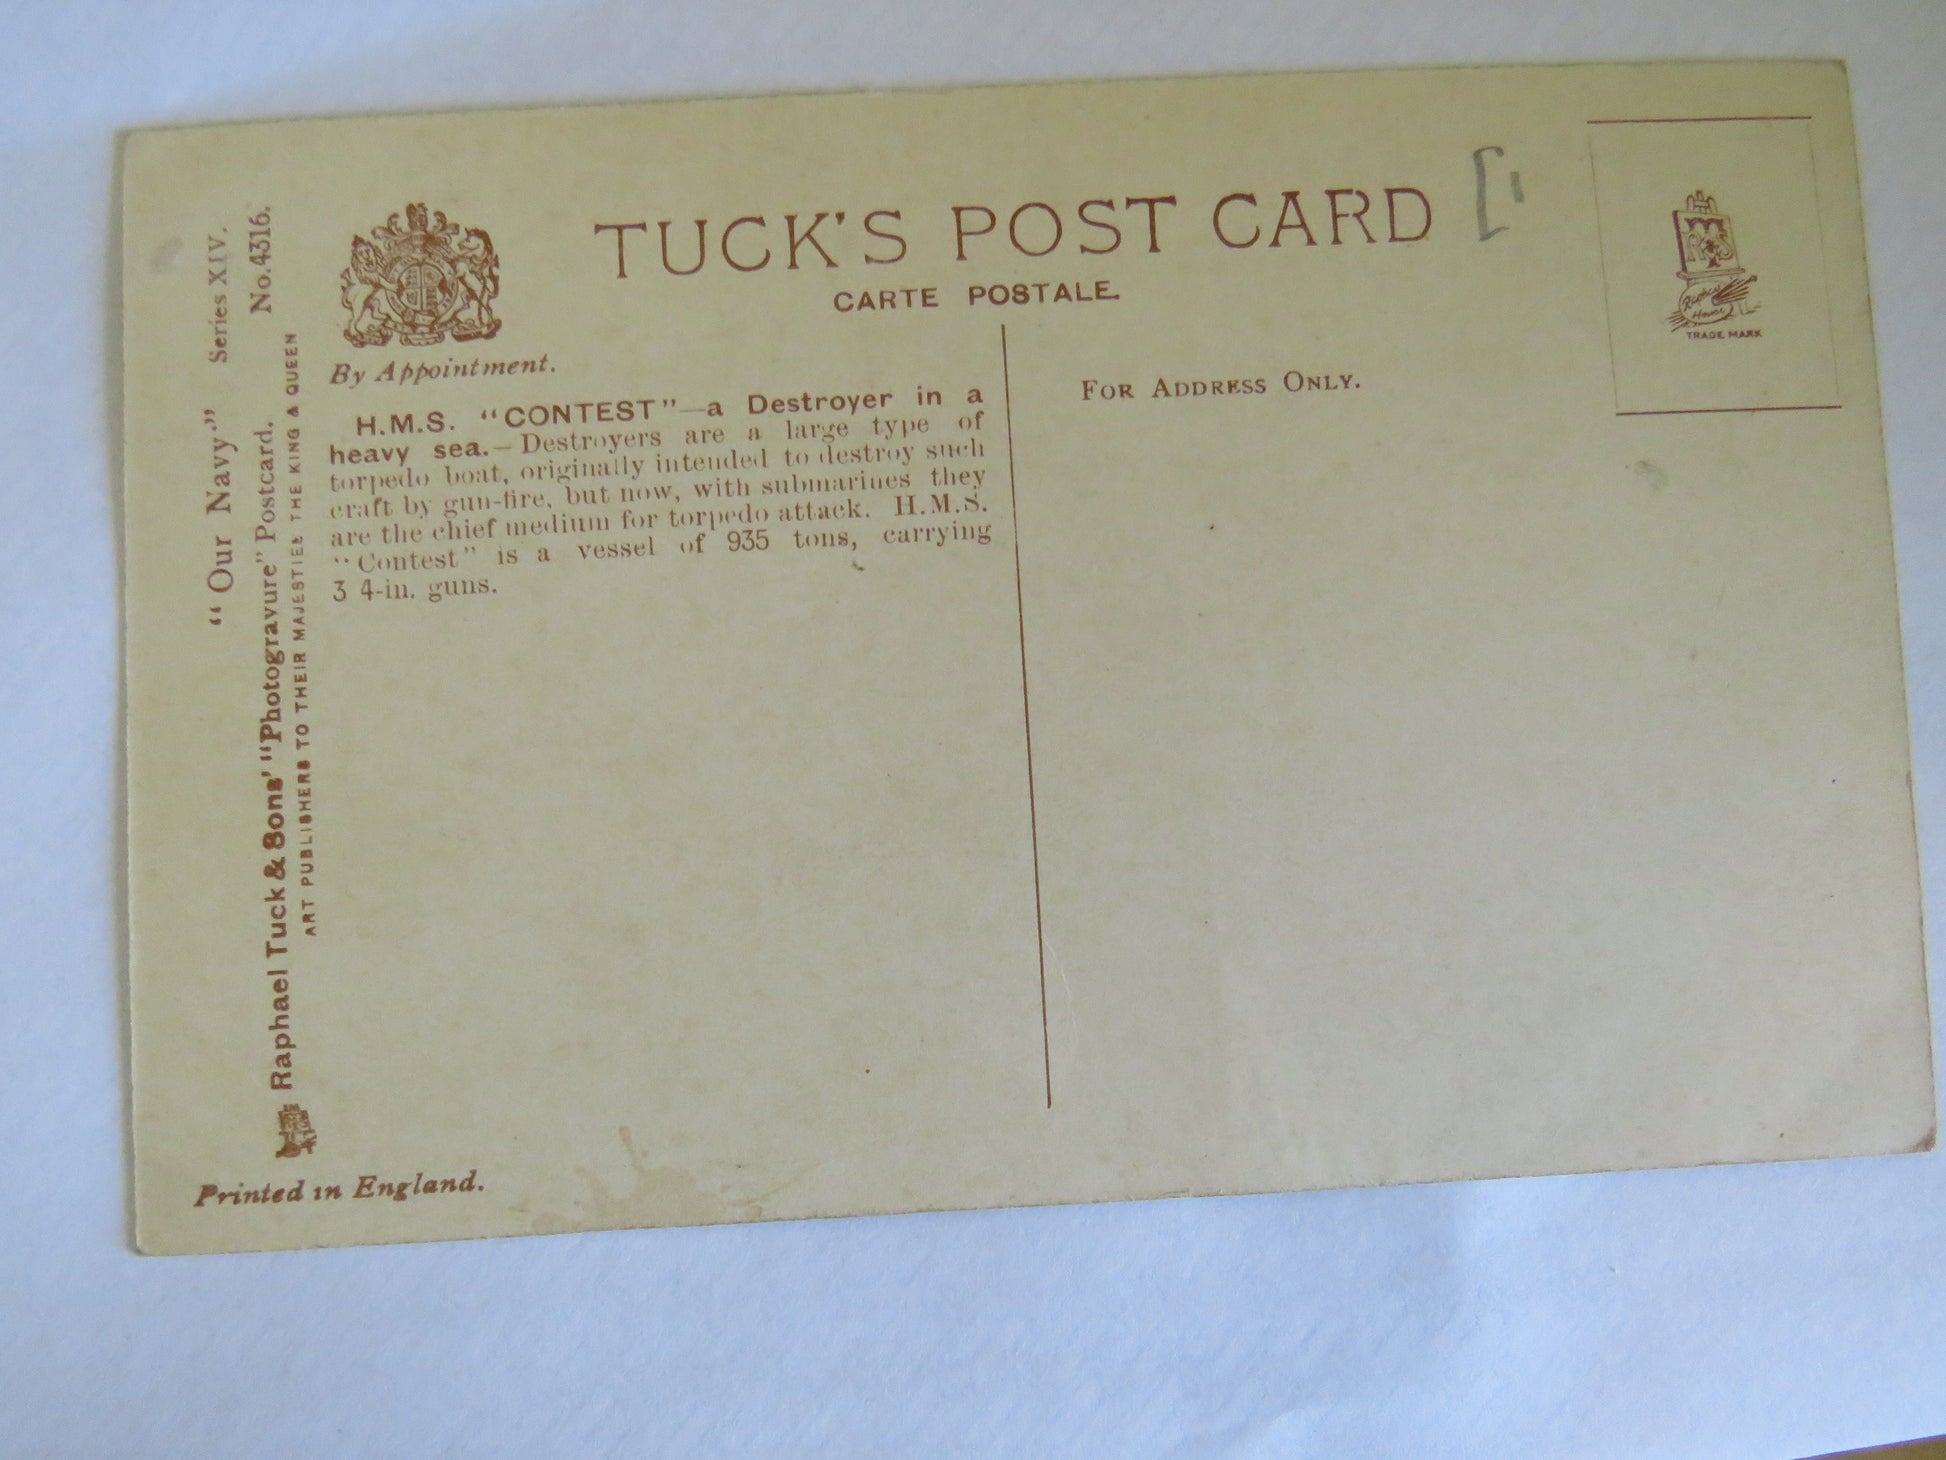 TUCK'S POST CARD
CARTE POSTALE.
By Appointment.
H.M.S. "CONTEST"—a Destroyer in a
heavy sea.—Destroyers are a large type of
torpedo boat, originally intended to destroy such
craft by gun-fire, but now, with submarines they
are the chief medium for torpedo attack. H.M.S.
"Contest" is a vessel of 935 tons, carrying
3 4-in. guns.
FOR ADDRESS ONLY.
Raphael
House
TRADE MARK
"Our Navy." Series XIV.
Raphael Tuck & Sons' "Photogravure" Postcard. No. 4316.
ART PUBLISHERS TO THEIR MAJESTIES THE KING & QUEEN
Printed in England.